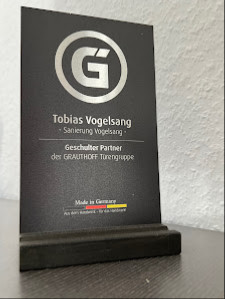 G
Tobias Vogelsang
- Sanierung Vogelsang -
Geschulter Partner
der GRAUTHOFF Türengruppe
Made in Germany